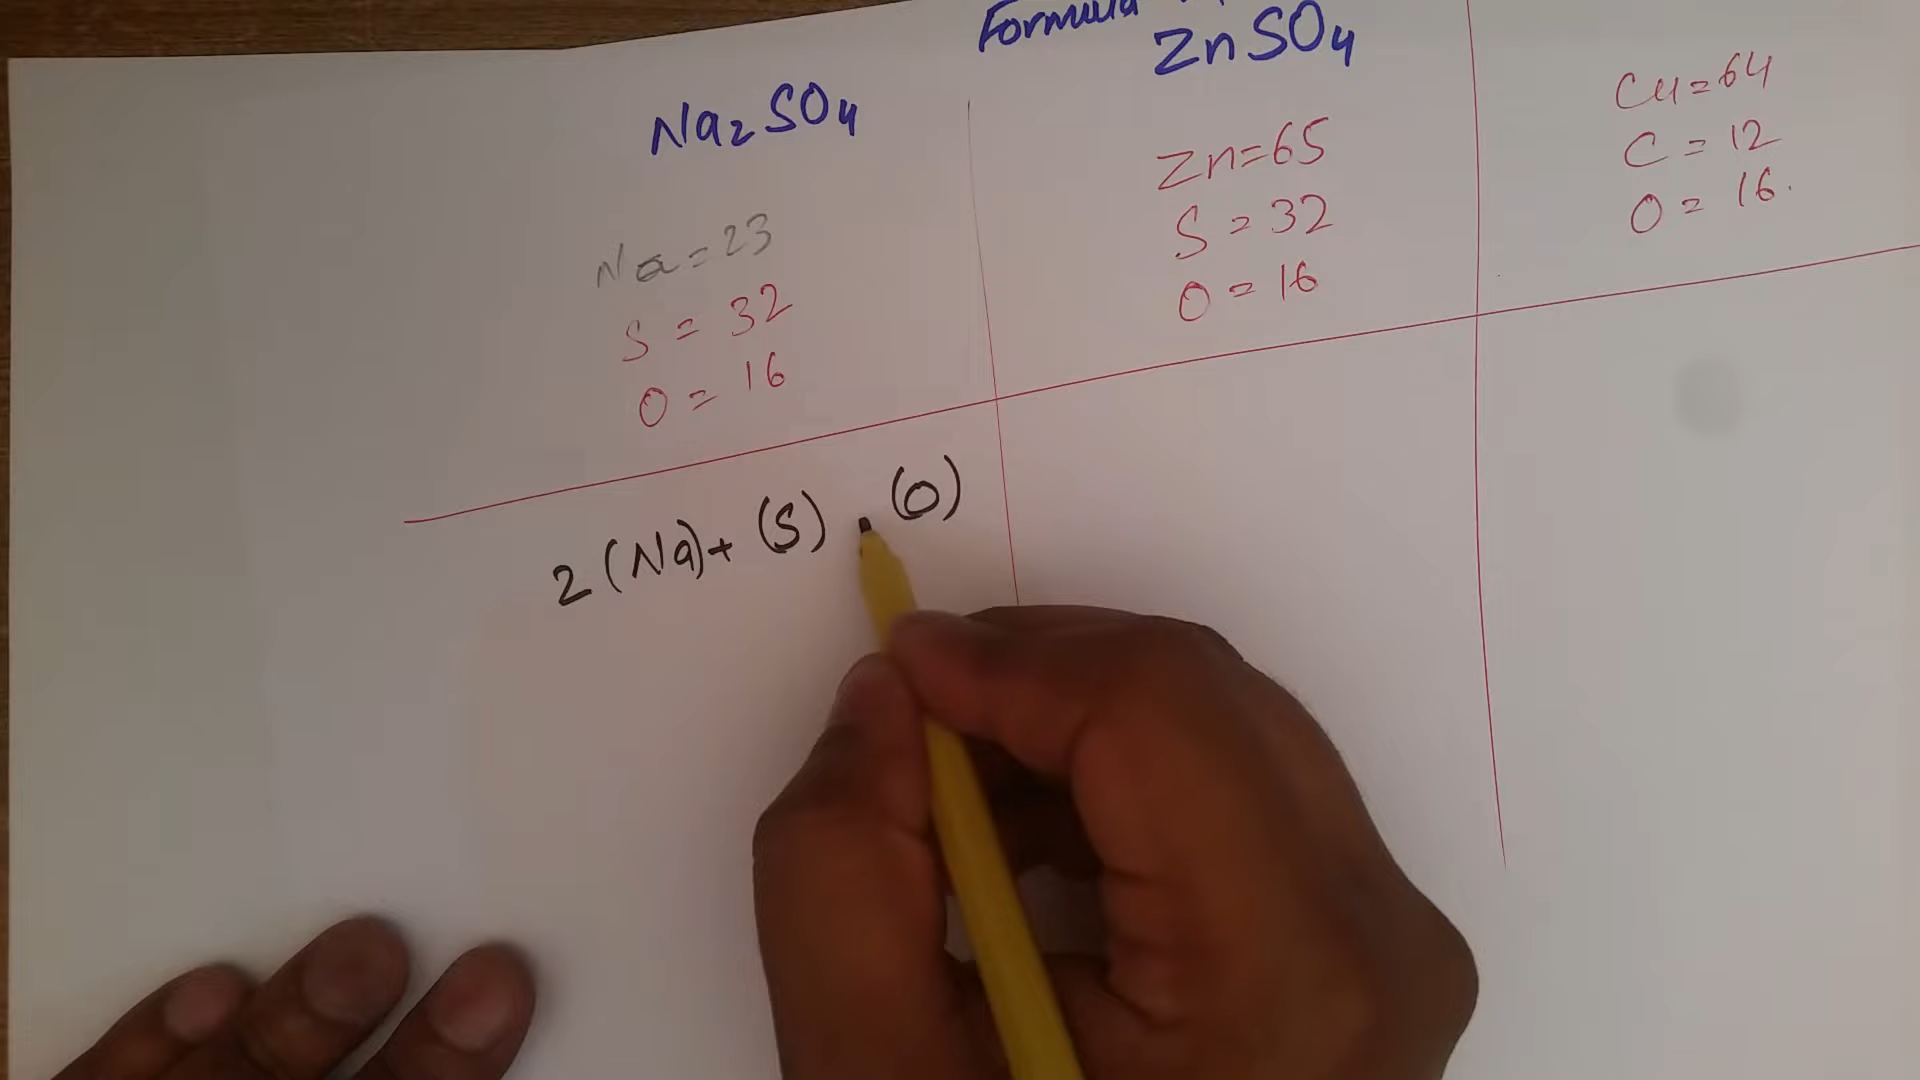 Formula
Na2SO4
Na=23
S = 32
O = 16
ZnSO4
Zn=65
S = 32
O = 16
Cu=64
C = 12
O = 16.
2(Na)+ (S) (O)